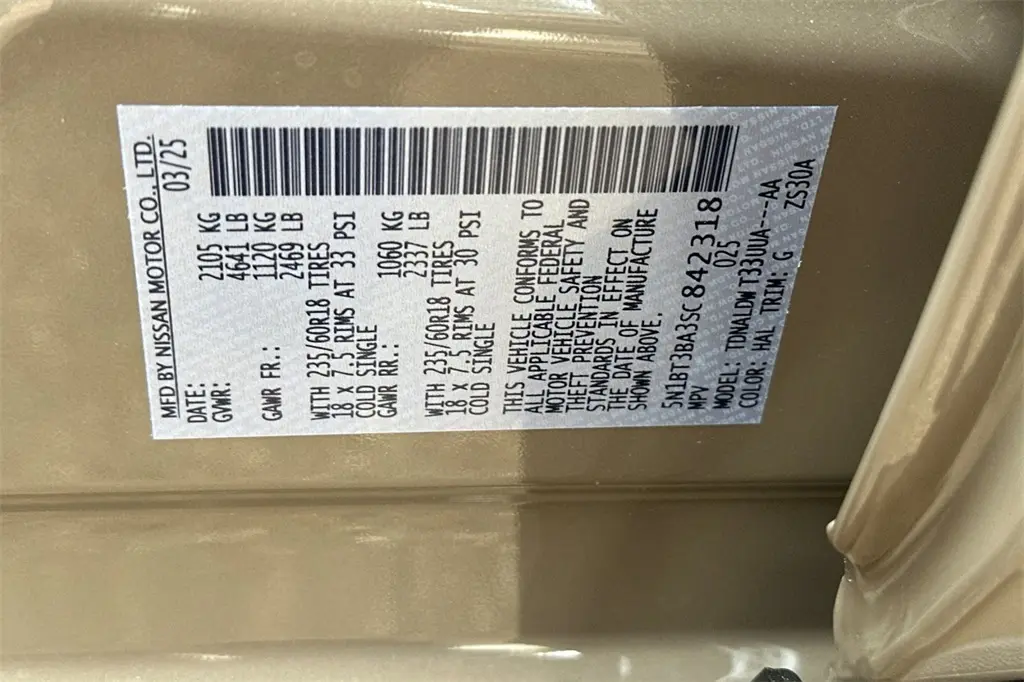 MFD BY NISSAN MOTOR CO., LTD.
DATE: 03/25
GVWR: 2105 KG
4641 LB
GAWR FR.: 1120 KG
2469 LB
WITH 235/60R18 TIRES
18 X 7.5 RIMS AT 33 PSI
COLD SINGLE
GAWR RR.: 1060 KG
2337 LB
WITH 235/60R18 TIRES
18 X 7.5 RIMS AT 30 PSI
COLD SINGLE
THIS VEHICLE CONFORMS TO
ALL APPLICABLE FEDERAL
MOTOR VEHICLE SAFETY AND
THEFT PREVENTION
STANDARDS IN EFFECT ON
THE DATE OF MANUFACTURE
SHOWN ABOVE.
5N1BT3BA3SC842318
MPV 025
MODEL: TDNALDW T33UUA---AA
COLOR: HAL TRIM: G ZS30A